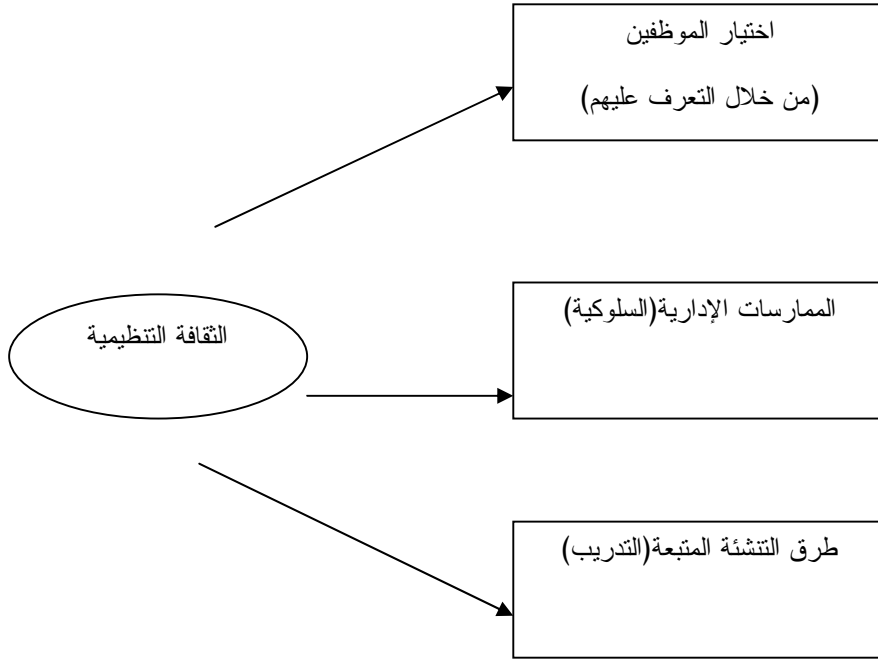 اختيار الموظفين
(من خلال التعرف عليهم)
الممارسات الإدارية(السلوكية)
الثقافة التنظيمية
طرق التنشئة المتبعة(التدريب)